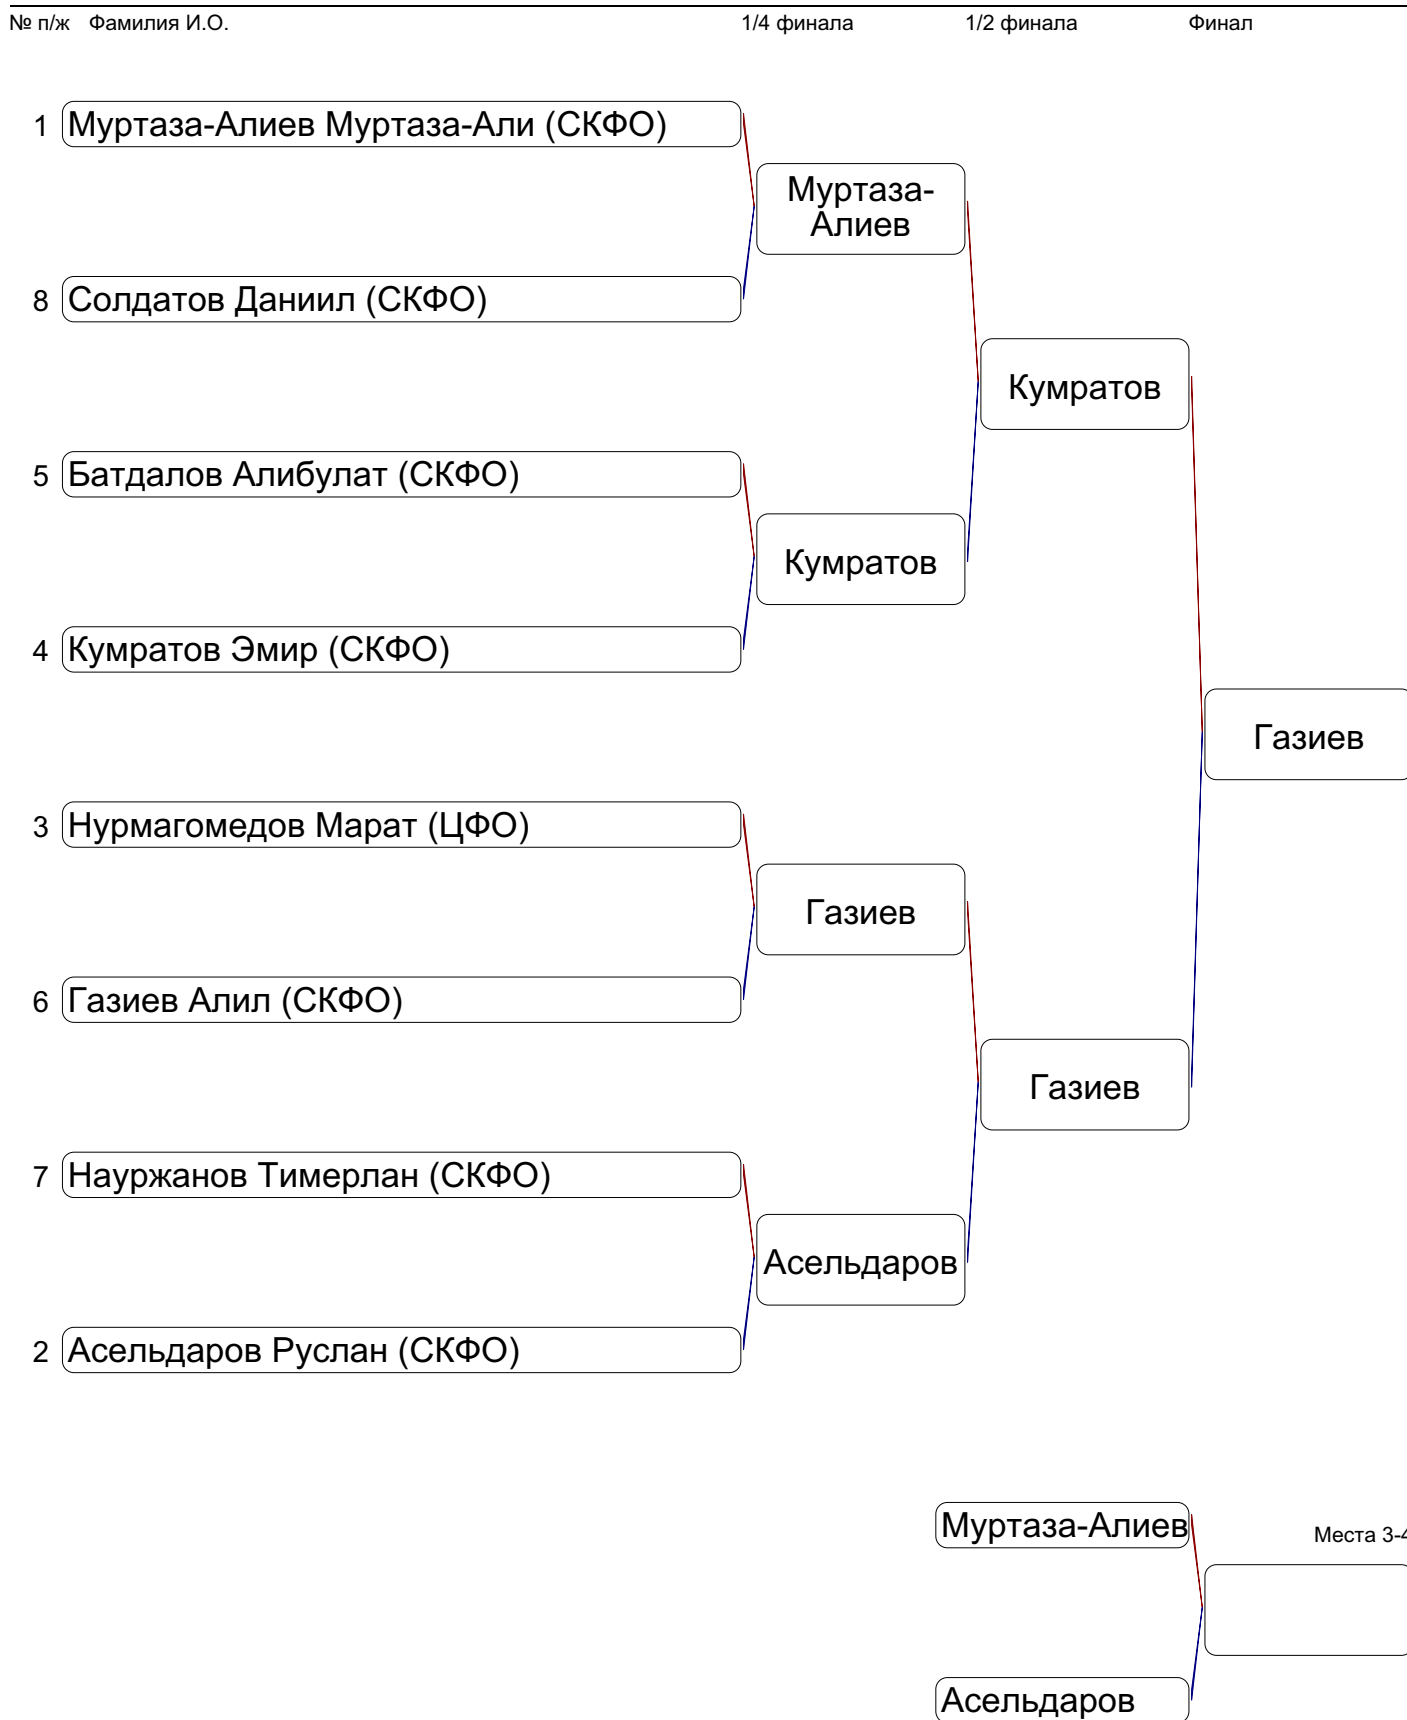 № п/ж Фамилия И.О. 1/4 финала 1/2 финала Финал
1 Муртаза-Алиев Муртаза-Али (СКФО)
Муртаза-
Алиев
8 Солдатов Даниил (СКФО)
Кумратов
5 Батдалов Алибулат (СКФО)
Кумратов
4 Кумратов Эмир (СКФО)
Газиев
3 Нурмагомедов Марат (ЦФО)
Газиев
6 Газиев Алил (СКФО)
Газиев
7 Науржанов Тимерлан (СКФО)
Асельдаров
2 Асельдаров Руслан (СКФО)
Муртаза-Алиев
Места 3-4
Асельдаров